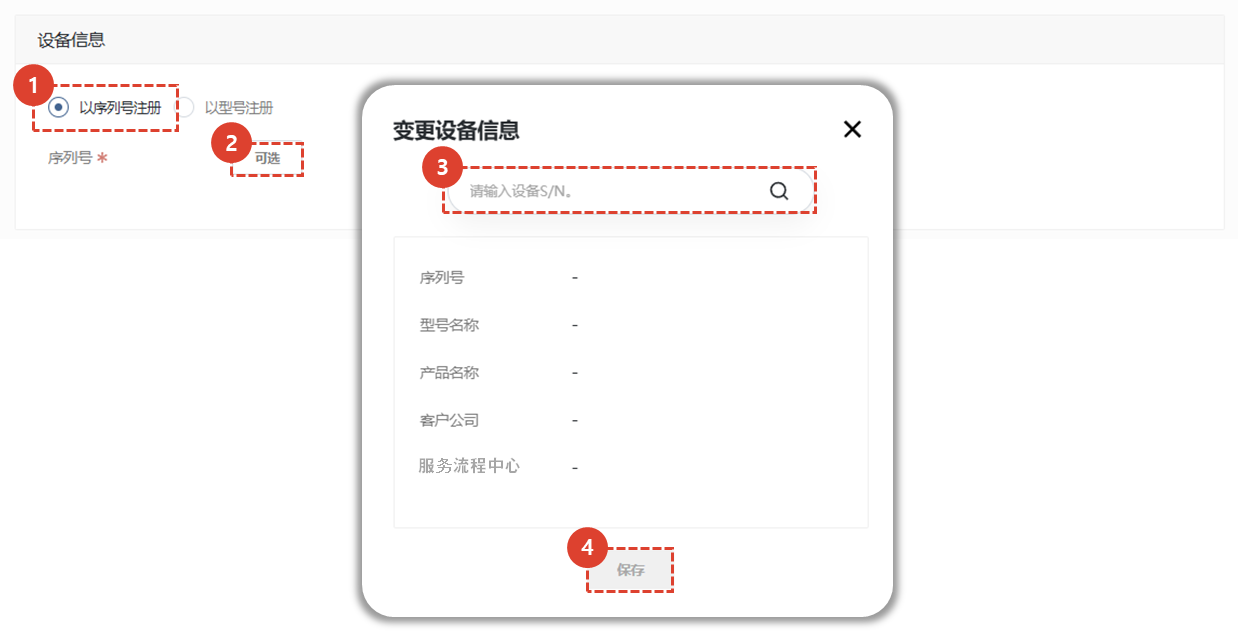 设备信息
1
以序列号注册
以型号注册
序列号 *
2
可选
变更设备信息
3
请输入设备S/N。
序列号 -
型号名称 -
产品名称 -
客户公司 -
服务流程中心 -
4
保存